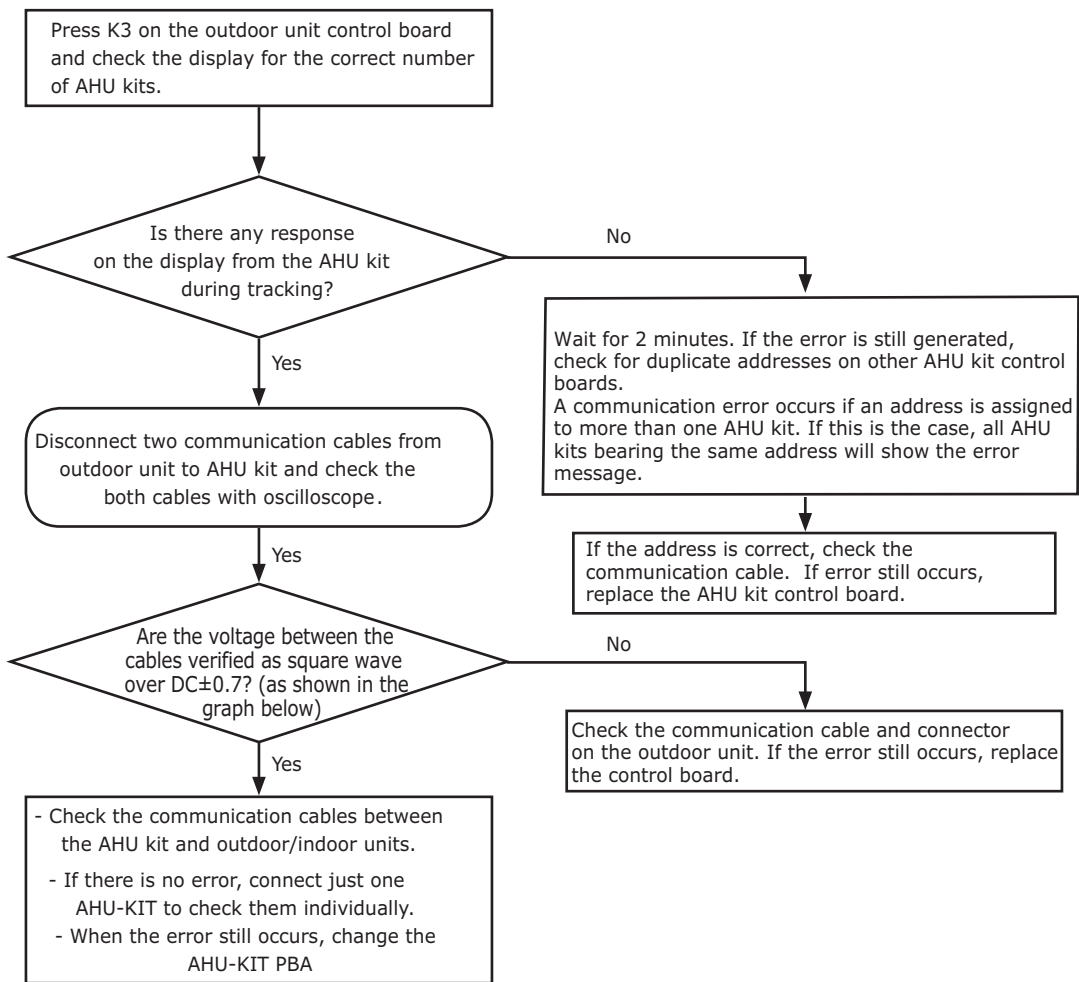 Press K3 on the outdoor unit control board
and check the display for the correct number
of AHU kits.
Is there any response
on the display from the AHU kit
during tracking?
No
Yes
Wait for 2 minutes. If the error is still generated,
check for duplicate addresses on other AHU kit control
boards.
A communication error occurs if an address is assigned
to more than one AHU kit. If this is the case, all AHU
kits bearing the same address will show the error
message.
Disconnect two communication cables from
outdoor unit to AHU kit and check the
both cables with oscilloscope.
If the address is correct, check the
communication cable. If error still occurs,
replace the AHU kit control board.
Yes
Are the voltage between the
cables verified as square wave
over DC±0.7? (as shown in the
graph below)
No
Yes
Check the communication cable and connector
on the outdoor unit. If the error still occurs, replace
the control board.
- Check the communication cables between
the AHU kit and outdoor/indoor units.
- If there is no error, connect just one
AHU-KIT to check them individually.
- When the error still occurs, change the
AHU-KIT PBA